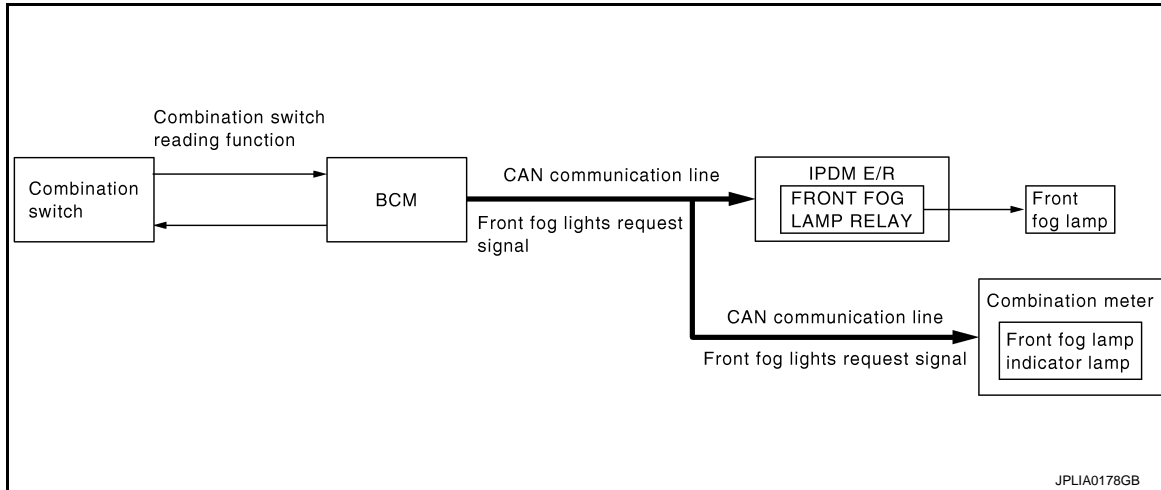 Combination switch
reading function
Combination
switch
BCM
CAN communication line
Front fog lights request
signal
IPDM E/R
FRONT FOG
LAMP RELAY
Front
fog lamp
CAN communication line
Front fog lights request signal
Combination meter
Front fog lamp
indicator lamp
JPLIA0178GB